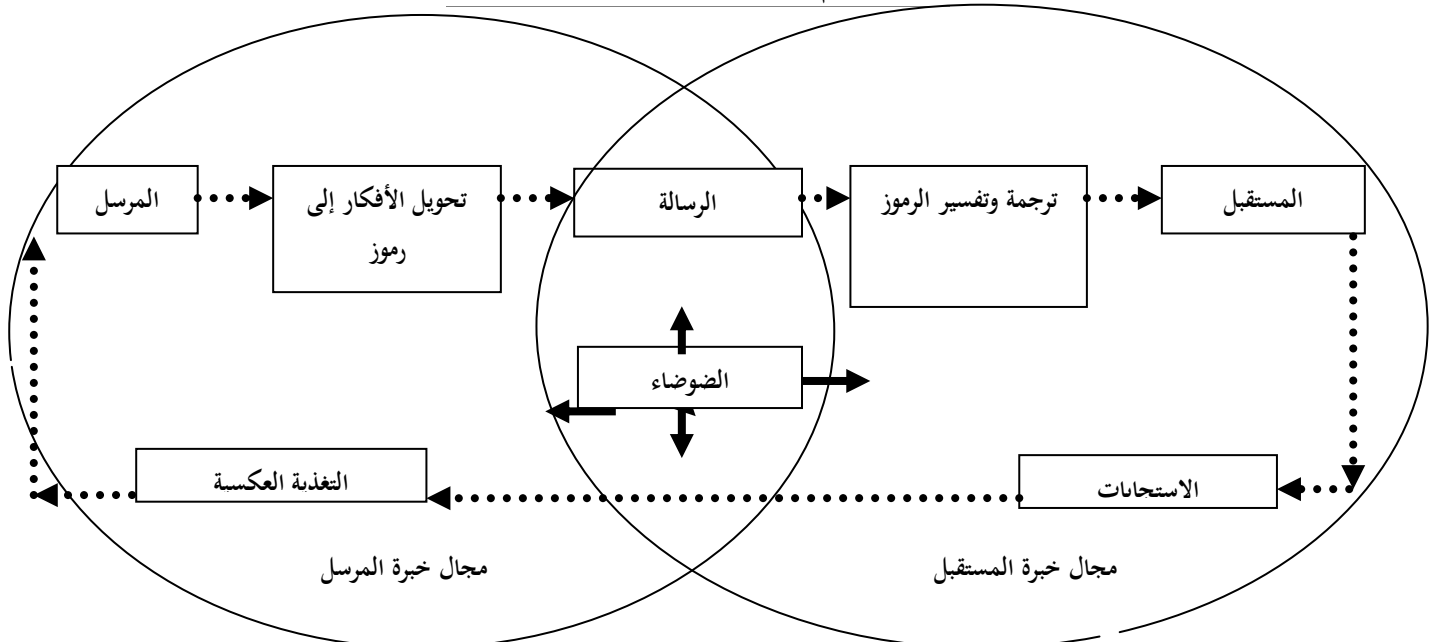 المرسل
تحويل الأفكار إلى
رموز
الرسالة
ترجمة وتفسير الرموز
المستقبل
الضوضاء
التغذية العكسية
الاستجابات
مجال خبرة المرسل
مجال خبرة المستقبل